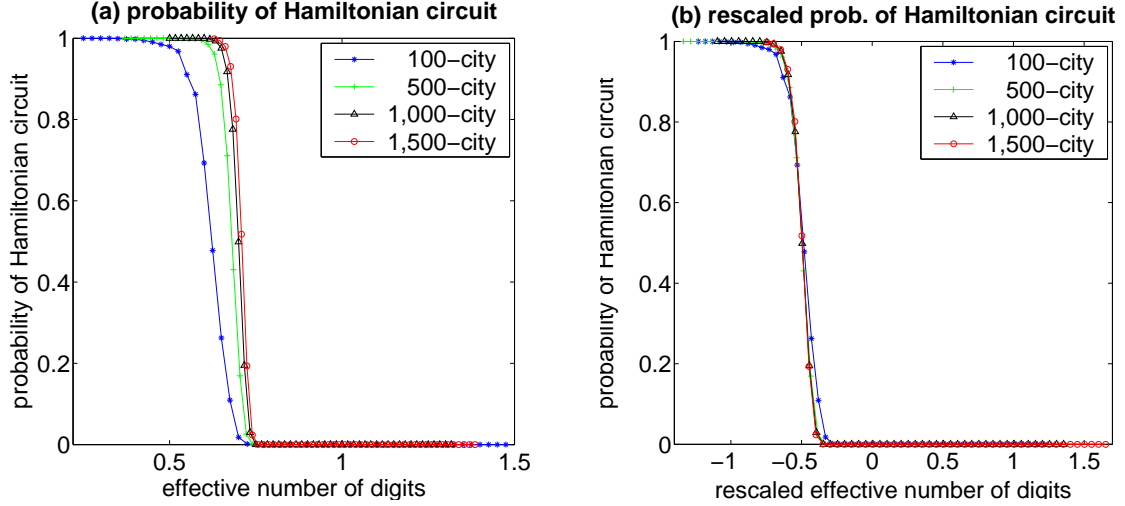 (a) probability of Hamiltonian circuit
probability of Hamiltonian circuit
1
0.8
0.6
0.4
0.2
0
0.5
1
1.5
effective number of digits
100-city
500-city
1,000-city
1,500-city
(b) rescaled prob. of Hamiltonian circuit
probability of Hamiltonian circuit
1
0.8
0.6
0.4
0.2
0
-1
-0.5
0
0.5
1
1.5
rescaled effective number of digits
100-city
500-city
1,000-city
1,500-city